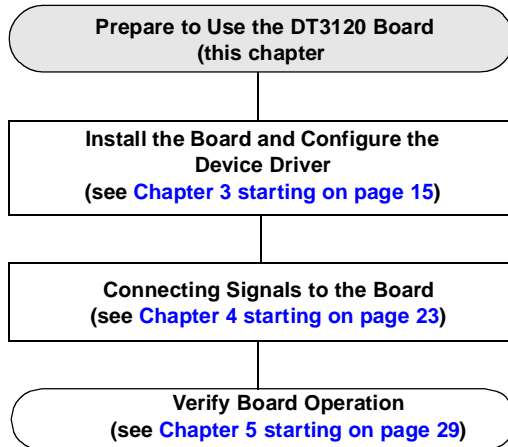 Prepare to Use the DT3120 Board
(this chapter
Install the Board and Configure the
Device Driver
(see Chapter 3 starting on page 15)
Connecting Signals to the Board
(see Chapter 4 starting on page 23)
Verify Board Operation
(see Chapter 5 starting on page 29)